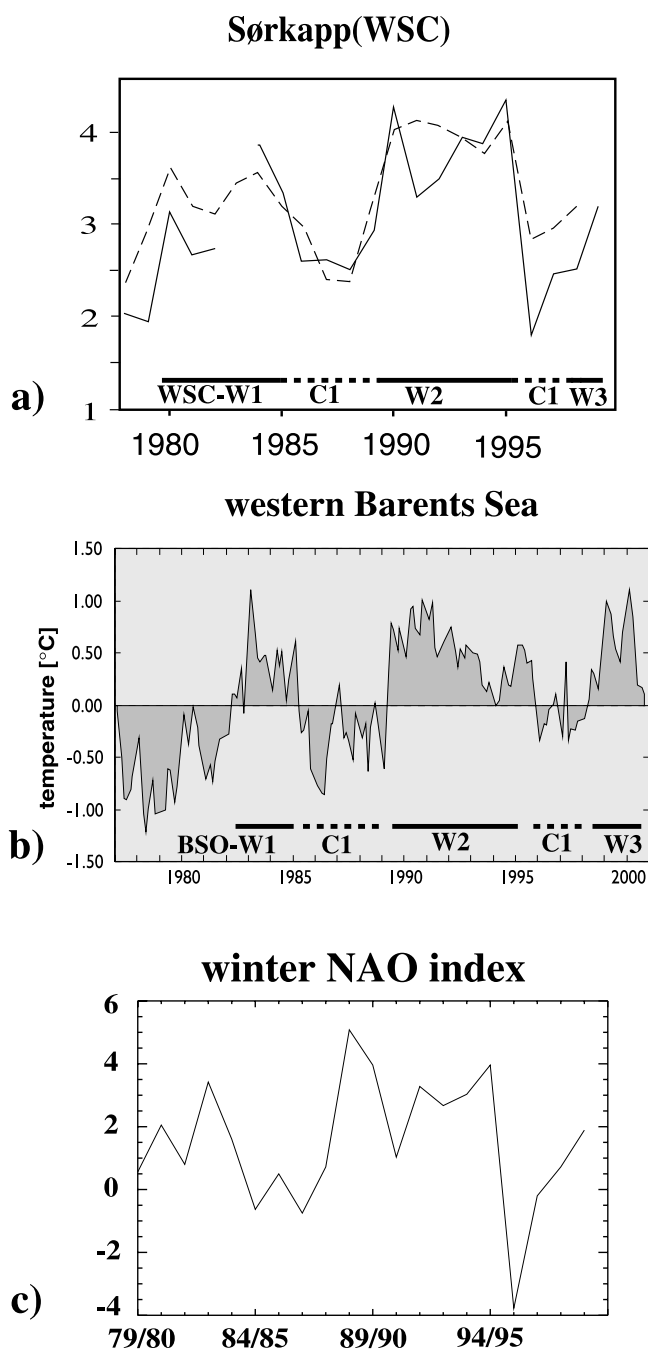 Sørkapp(WSC)
4
3
2
1
WSC-W1 C1 W2 C1 W3
a)
1980 1985 1990 1995
western Barents Sea
temperature [°C]
1.50
1.00
0.50
0.00
-0.50
-1.00
-1.50
BSO-W1 C1 W2 C1 W3
b)
1980 1985 1990 1995 2000
winter NAO index
6
4
2
0
-2
-4
c)
79/80 84/85 89/90 94/95